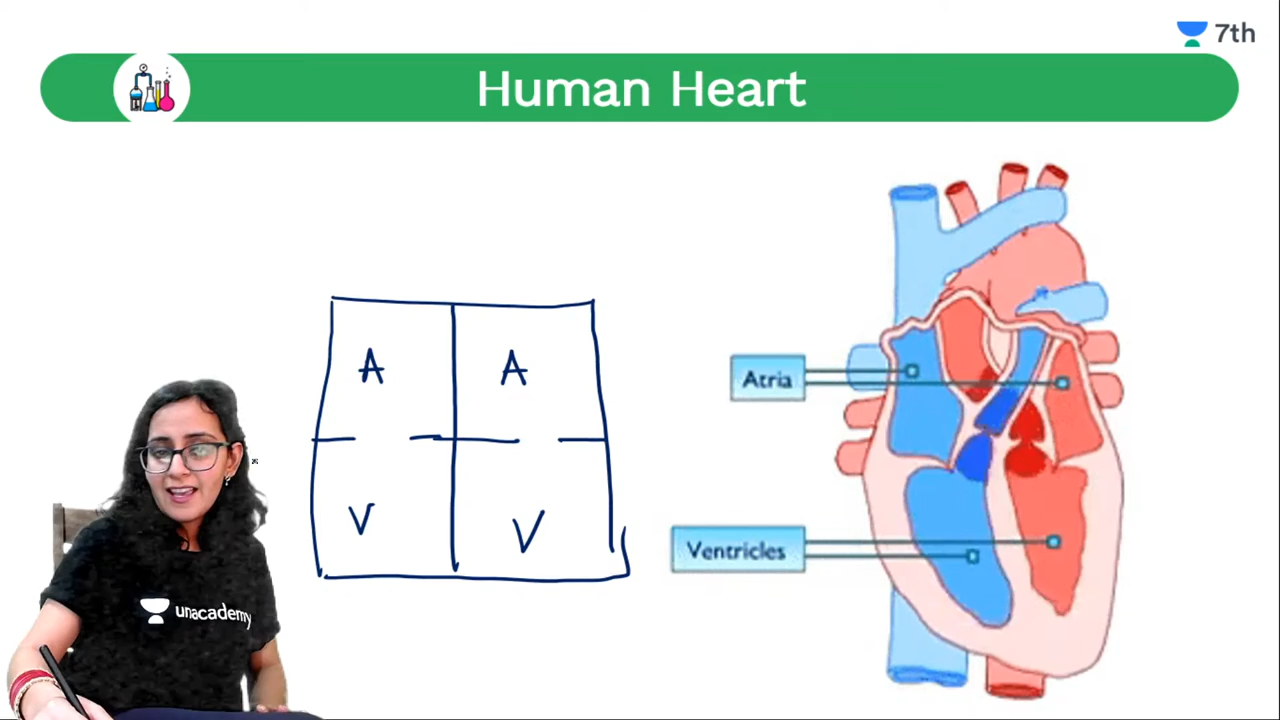 7th
Human Heart
A A
Atria
V V
Ventricles
unacademy